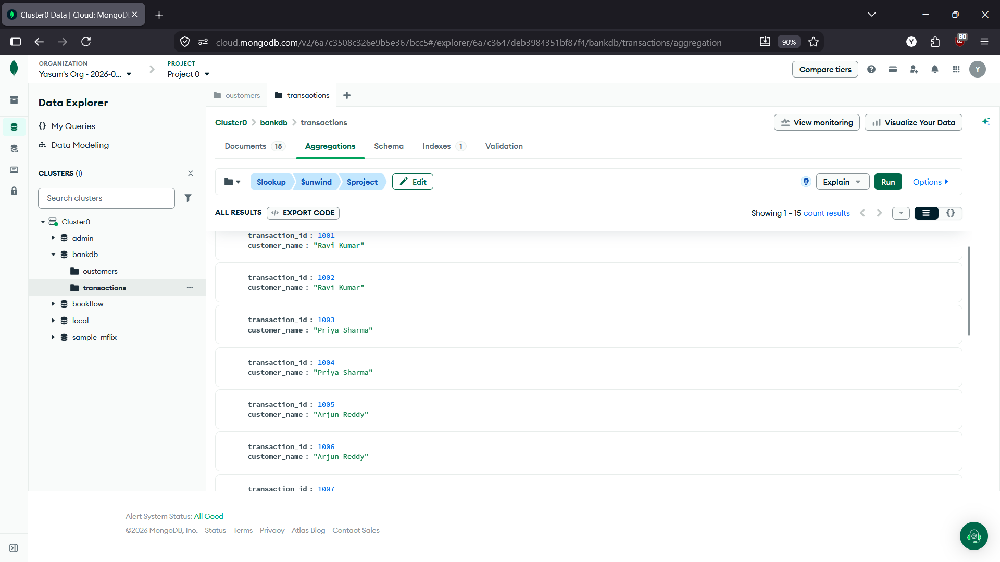 Cluster0 Data | Cloud: MongoD
cloud.mongodb.com/v2/6a7c3508c326e9b5e367bcc5#/explorer/6a7c3647deb3984351bf87f4/bankdb/transactions/aggregation
90%
Y
80
ORGANIZATION
Yasam's Org - 2026-0...
PROJECT
Project 0
Compare tiers
Y
Data Explorer
My Queries
Data Modeling
CLUSTERS (1)
Search clusters
Cluster0
admin
bankdb
customers
transactions
bookflow
local
sample_mflix
customers
transactions
Cluster0 bankdb transactions
View monitoring
Visualize Your Data
Documents 15
Aggregations
Schema
Indexes 1
Validation
$lookup
$unwind
$project
Edit
Explain
Run
Options
ALL RESULTS
EXPORT CODE
Showing 1 – 15 count results
{}
transaction_id : 1001
customer_name : "Ravi Kumar"
transaction_id : 1002
customer_name : "Ravi Kumar"
transaction_id : 1003
customer_name : "Priya Sharma"
transaction_id : 1004
customer_name : "Priya Sharma"
transaction_id : 1005
customer_name : "Arjun Reddy"
transaction_id : 1006
customer_name : "Arjun Reddy"
transaction_id : 1007
Alert System Status: All Good
©2026 MongoDB, Inc. Status Terms Privacy Atlas Blog Contact Sales